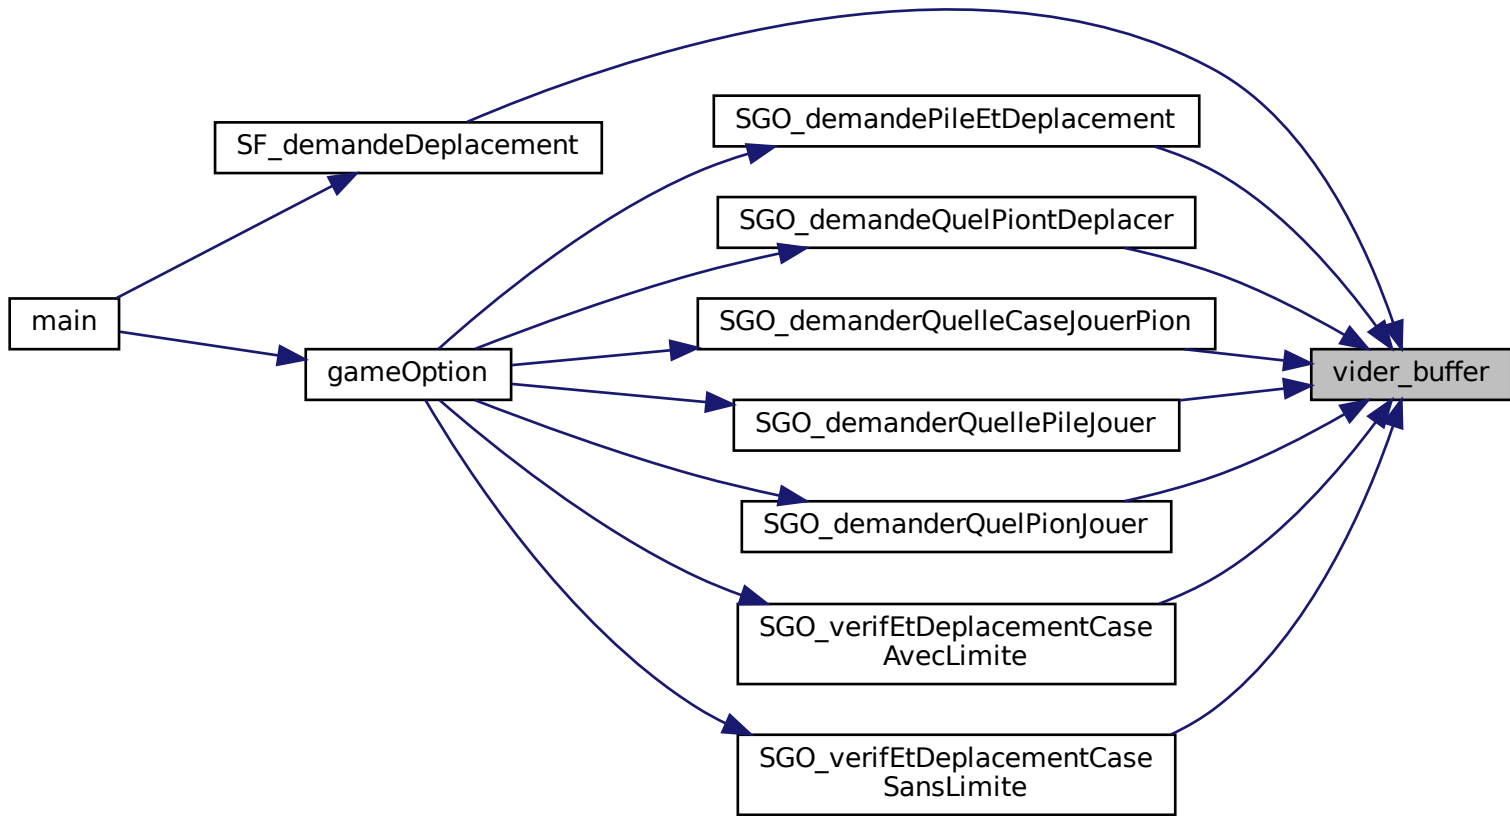 SGO_demandePileEtDeplacement
SF_demandeDeplacement
SGO_demandeQuelPiontDeplacer
main
SGO_demanderQuelleCaseJouerPion
gameOption
vider_buffer
SGO_demanderQuellePileJouer
SGO_demanderQuelPionJouer
SGO_verifEtDeplacementCase
AvecLimite
SGO_verifEtDeplacementCase
SansLimite